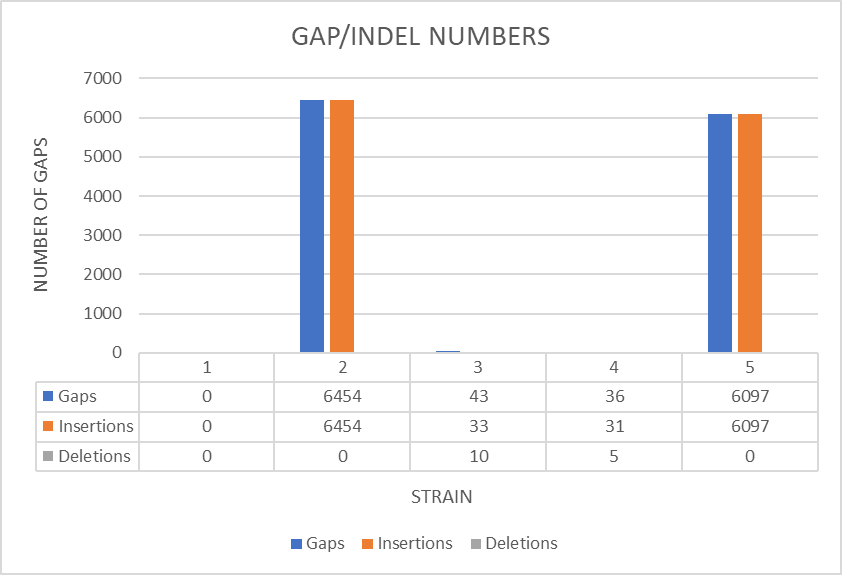 GAP/INDEL NUMBERS
NUMBER OF GAPS
7000
6000
5000
4000
3000
2000
1000
0
1 2 3 4 5
Gaps 0 6454 43 36 6097
Insertions 0 6454 33 31 6097
Deletions 0 0 10 5 0
STRAIN
Gaps Insertions Deletions